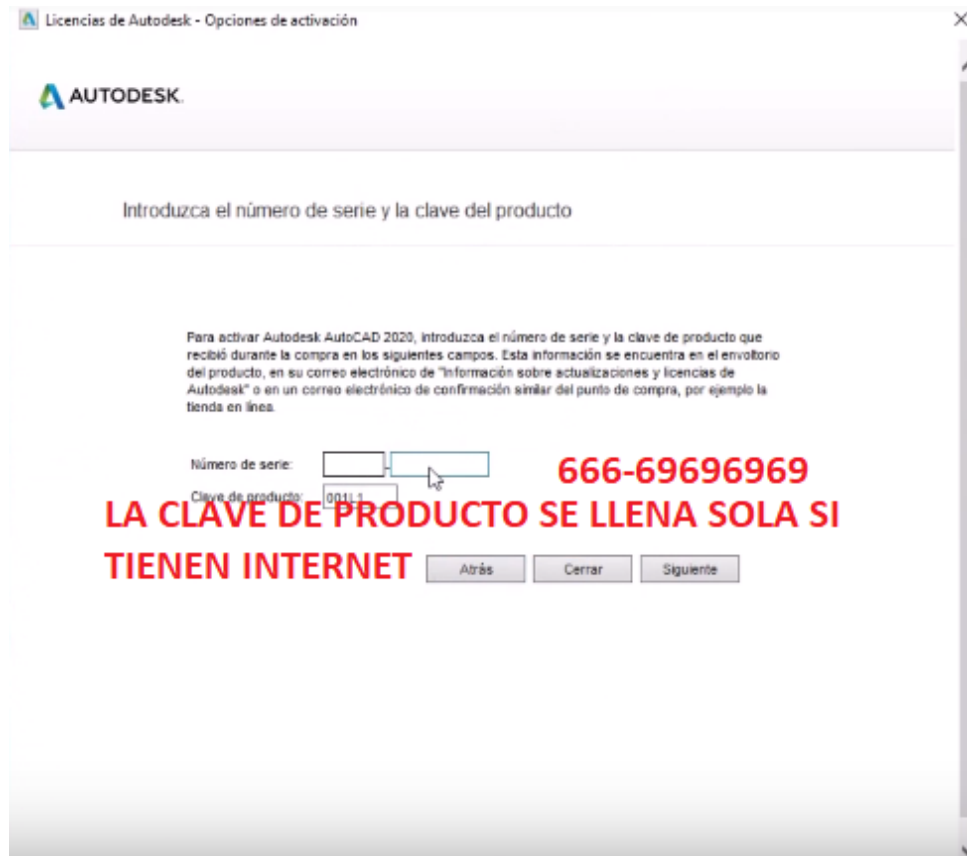 Licencias de Autodesk - Opciones de activación
AUTODESK.
Introduzca el número de serie y la clave del producto
Para activar Autodesk AutoCAD 2020, introduzca el número de serie y la clave de producto que
recibió durante la compra en los siguientes campos. Esta información se encuentra en el envoltorio
del producto, en su correo electrónico de "Información sobre actualizaciones y licencias de
Autodesk" o en un correo electrónico de confirmación similar del punto de compra, por ejemplo la
tienda en línea.
Número de serie: -
666-69696969
Clave de producto: 001L1
LA CLAVE DE PRODUCTO SE LLENA SOLA SI
TIENEN INTERNET
Atrás Cerrar Siguiente